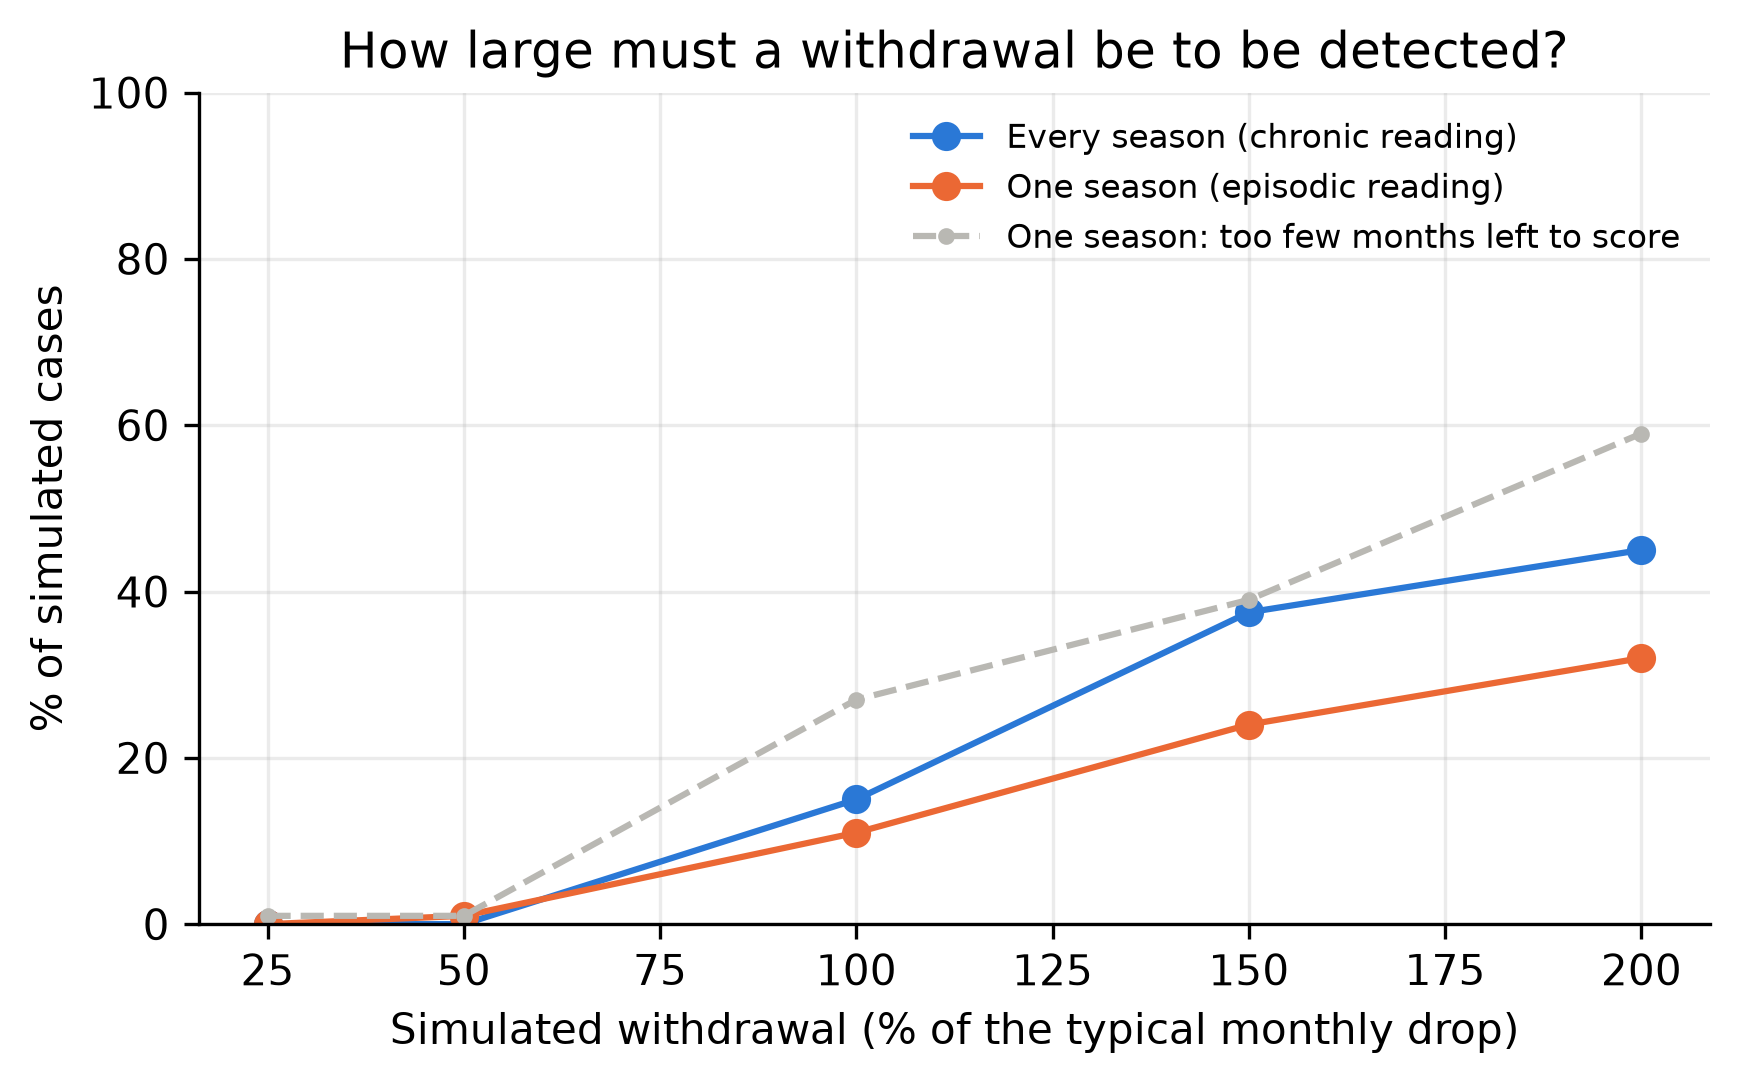 How large must a withdrawal be to be detected?
100
80
60
40
20
0
% of simulated cases
Every season (chronic reading)
One season (episodic reading)
One season: too few months left to score
25 50 75 100 125 150 175 200
Simulated withdrawal (% of the typical monthly drop)